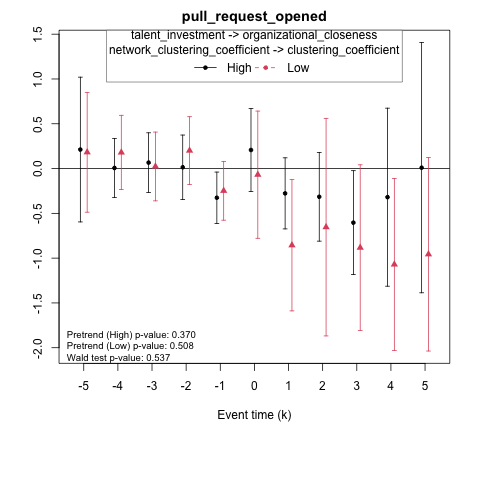 pull_request_opened
talent_investment -> organizational_closeness
network_clustering_coefficient -> clustering_coefficient
High Low
1.5
1.0
0.5
0.0
-0.5
-1.0
-1.5
-2.0
Pretrend (High) p-value: 0.370
Pretrend (Low) p-value: 0.508
Wald test p-value: 0.537
-5 -4 -3 -2 -1 0 1 2 3 4 5
Event time (k)